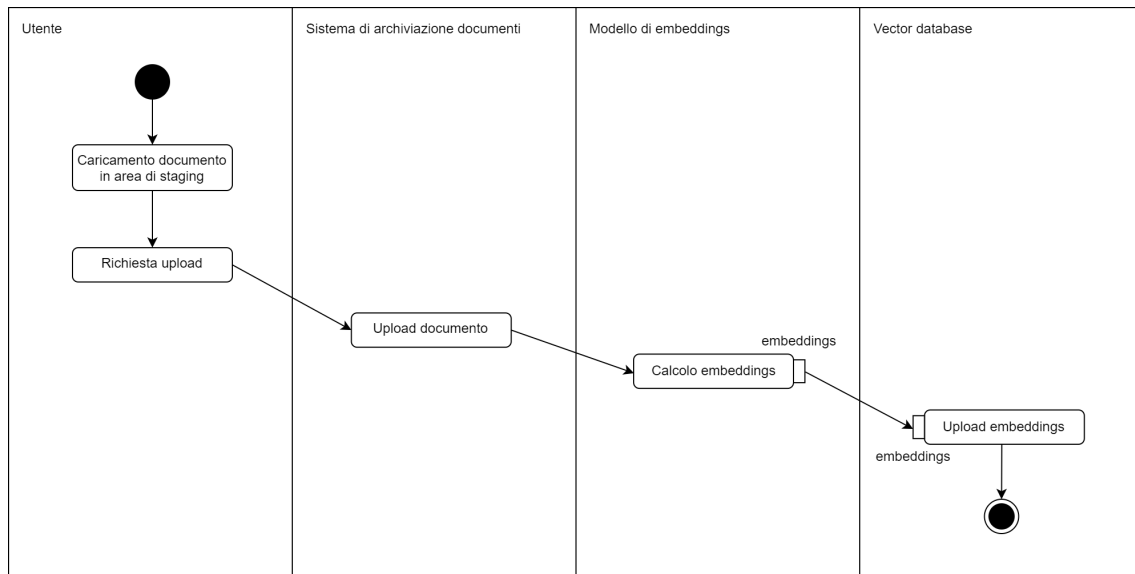 Utente
Sistema di archiviazione documenti
Modello di embeddings
Vector database
Caricamento documento
in area di staging
Richiesta upload
Upload documento
embeddings
Calcolo embeddings
Upload embeddings
embeddings